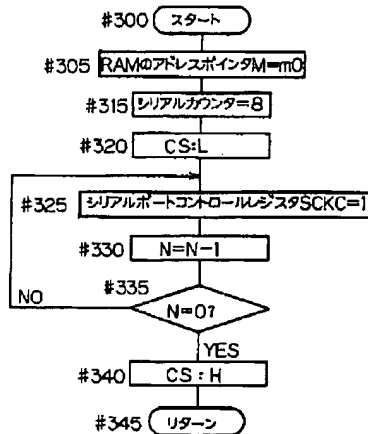 #300 スタート
#305 RAMのアドレスポインタM=m0
#315 シリアルカウンター=8
#320 CS:L
#325 シリアルポートコントロールレジスタSCKC=1
#330 N=N-1
#335
NO N=0?
YES
#340 CS:H
#345 リターン